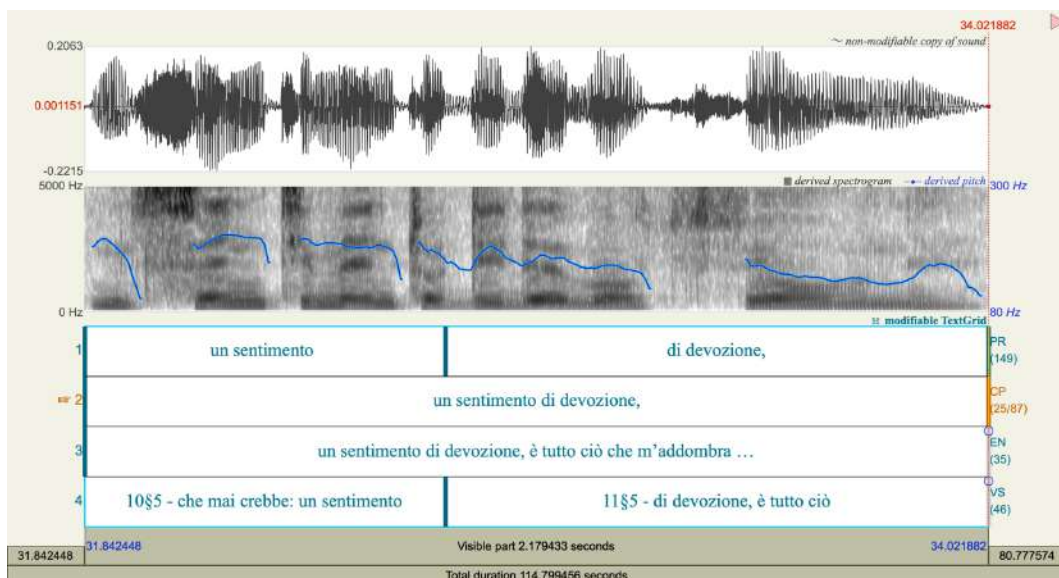 34.021882
~ non-modifiable copy of sound
0.2063
0.001151
-0.2215
5000 Hz
derived spectrogram
derived pitch
300 Hz
0 Hz
80 Hz
modifiable TextGrid
1
un sentimento
di devozione,
PR
(149)
2
un sentimento di devozione,
CP
(25/87)
3
un sentimento di devozione, è tutto ciò che m’addombra …
EN
(35)
4
10§5 - che mai crebbe: un sentimento
11§5 - di devozione, è tutto ciò
VS
(46)
31.842448
31.842448
Visible part 2.179433 seconds
34.021882
80.777574
Total duration 114.799456 seconds